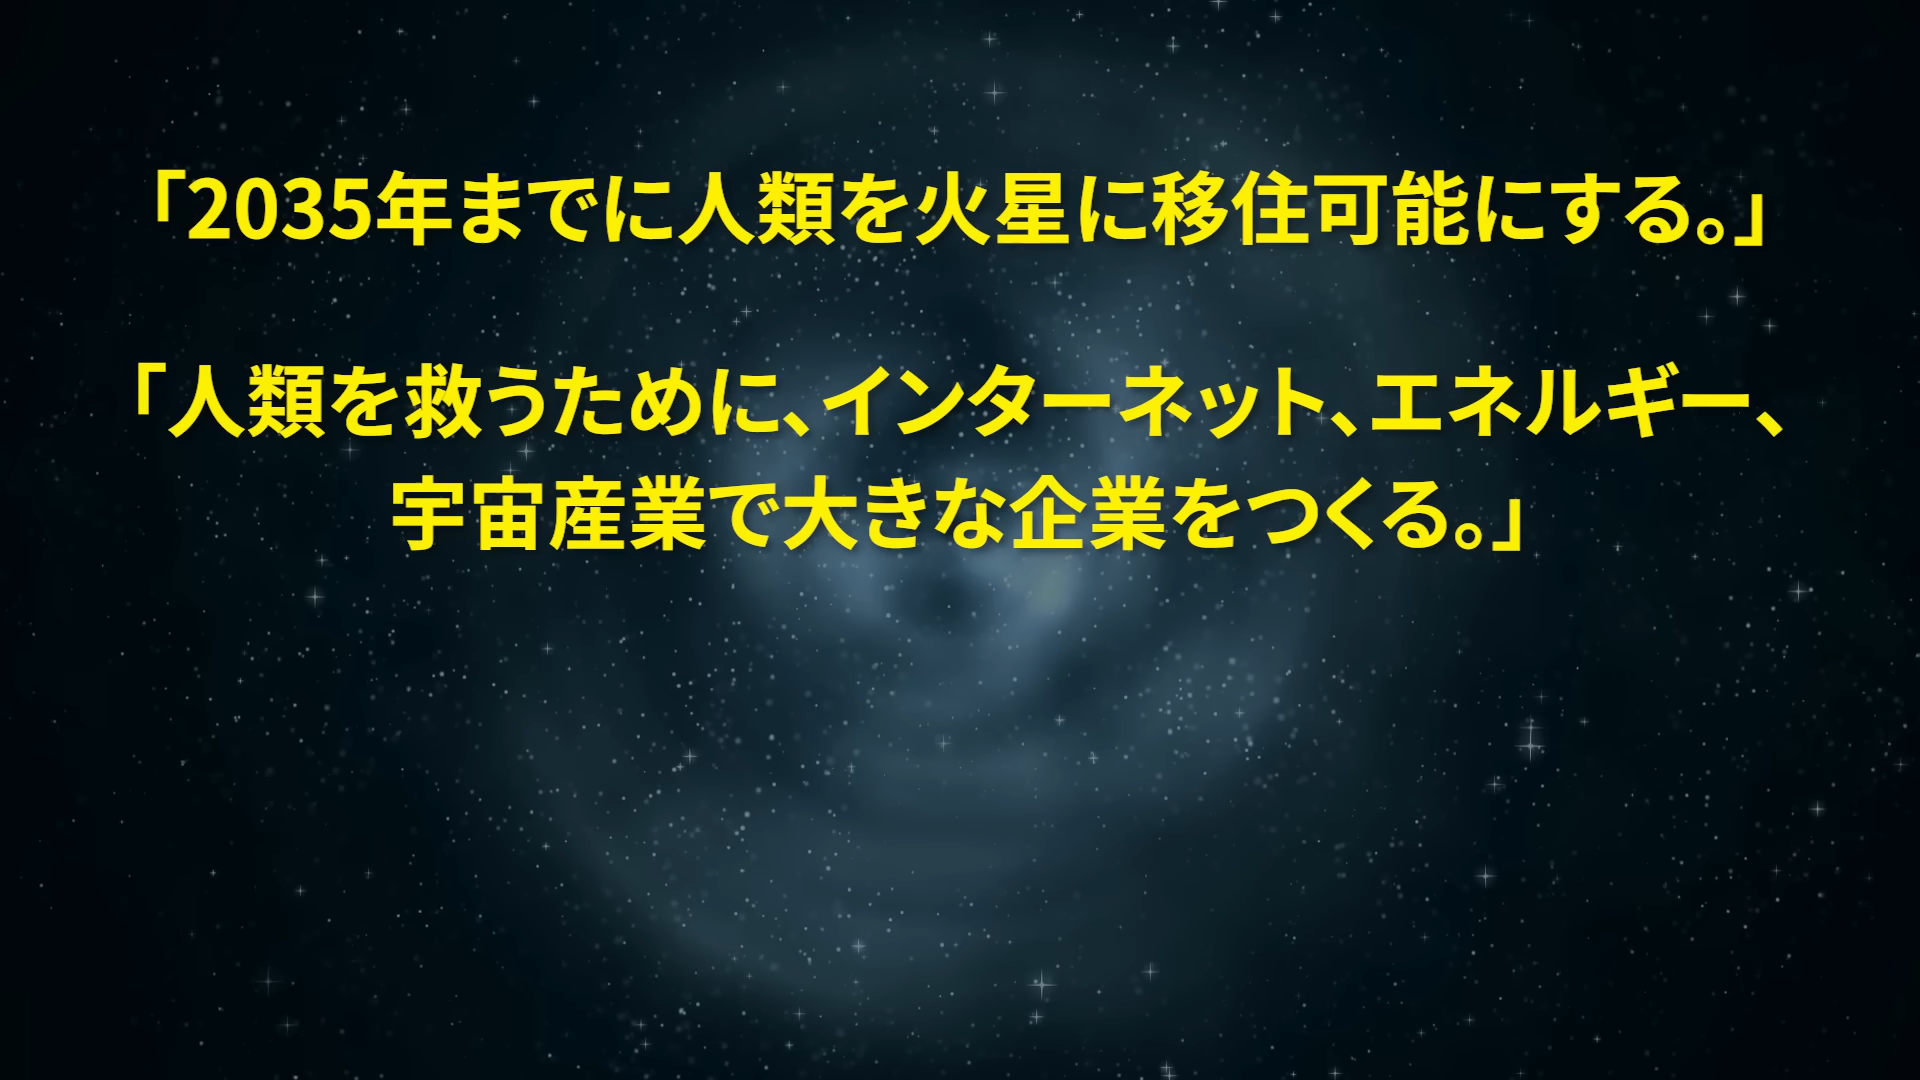 「2035年までに人類を火星に移住可能にする。」
「人類を救うために、インターネット、エネルギー、
宇宙産業で大きな企業をつくる。」